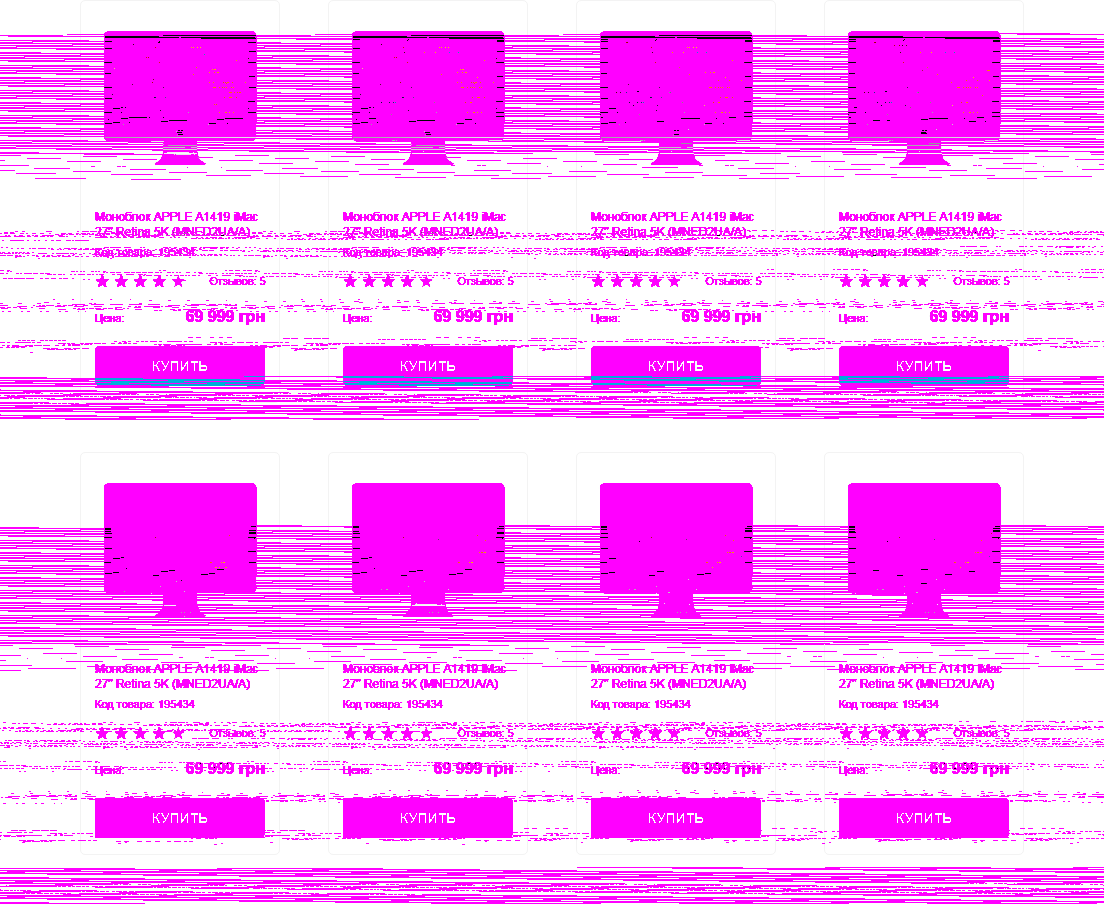 Моноблок APPLE A1419 iMac Моноблок APPLE A1419 iMac Моноблок APPLE A1419 iMac Моноблок APPLE A1419 iMac
27" Retina 5K (MNED2UA/A) 27" Retina 5K (MNED2UA/A) 27" Retina 5K (MNED2UA/A) 27" Retina 5K (MNED2UA/A)
Код товара: 195434 Код товара: 195434 Код товара: 195434 Код товара: 195434
Отзывов: 5 Отзывов: 5 Отзывов: 5 Отзывов: 5
Цена: 69 999 грн Цена: 69 999 грн Цена: 69 999 грн Цена: 69 999 грн
КУПИТЬ КУПИТЬ КУПИТЬ КУПИТЬ
Моноблок APPLE A1419 iMac Моноблок APPLE A1419 iMac Моноблок APPLE A1419 iMac Моноблок APPLE A1419 iMac
27" Retina 5K (MNED2UA/A) 27" Retina 5K (MNED2UA/A) 27" Retina 5K (MNED2UA/A) 27" Retina 5K (MNED2UA/A)
Код товара: 195434 Код товара: 195434 Код товара: 195434 Код товара: 195434
Отзывов: 5 Отзывов: 5 Отзывов: 5 Отзывов: 5
Цена: 69 999 грн Цена: 69 999 грн Цена: 69 999 грн Цена: 69 999 грн
КУПИТЬ КУПИТЬ КУПИТЬ КУПИТЬ